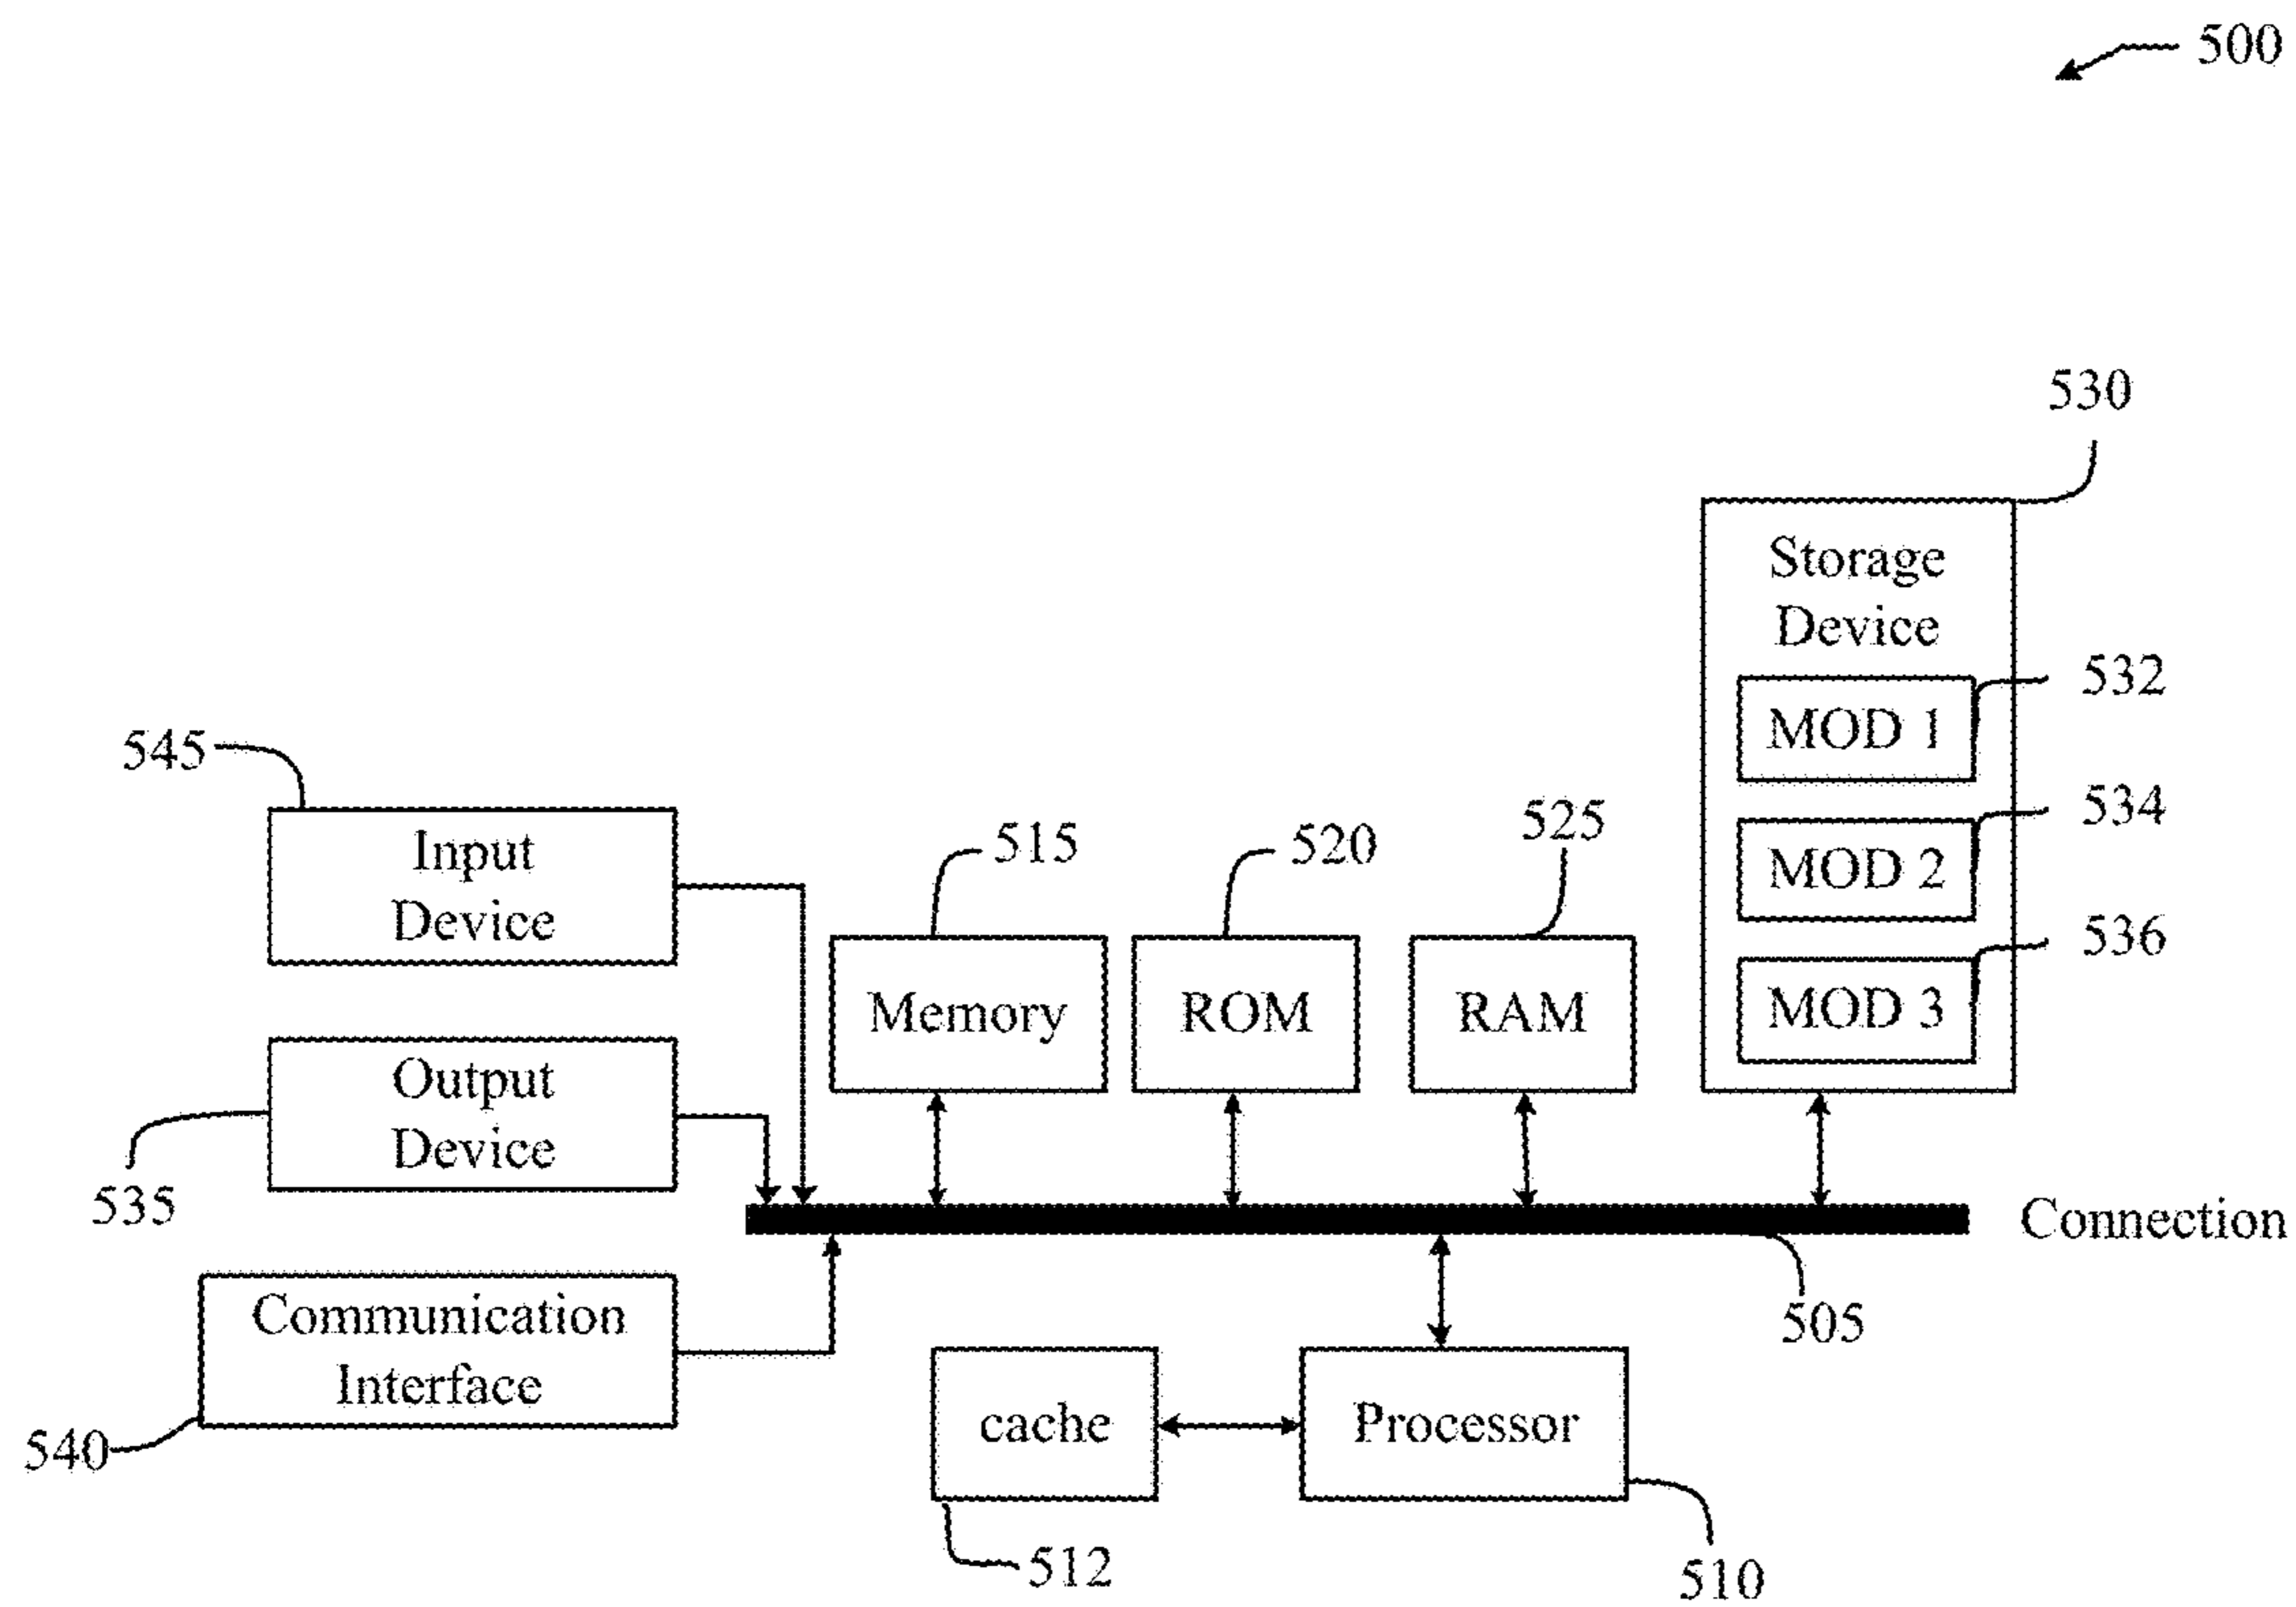 500
530
Storage
Device
532
MOD 1
534
MOD 2
536
MOD 3
545
Input
Device
515
Memory
520
ROM
525
RAM
Output
Device
535
Connection
505
Communication
Interface
540
cache
512
Processor
510